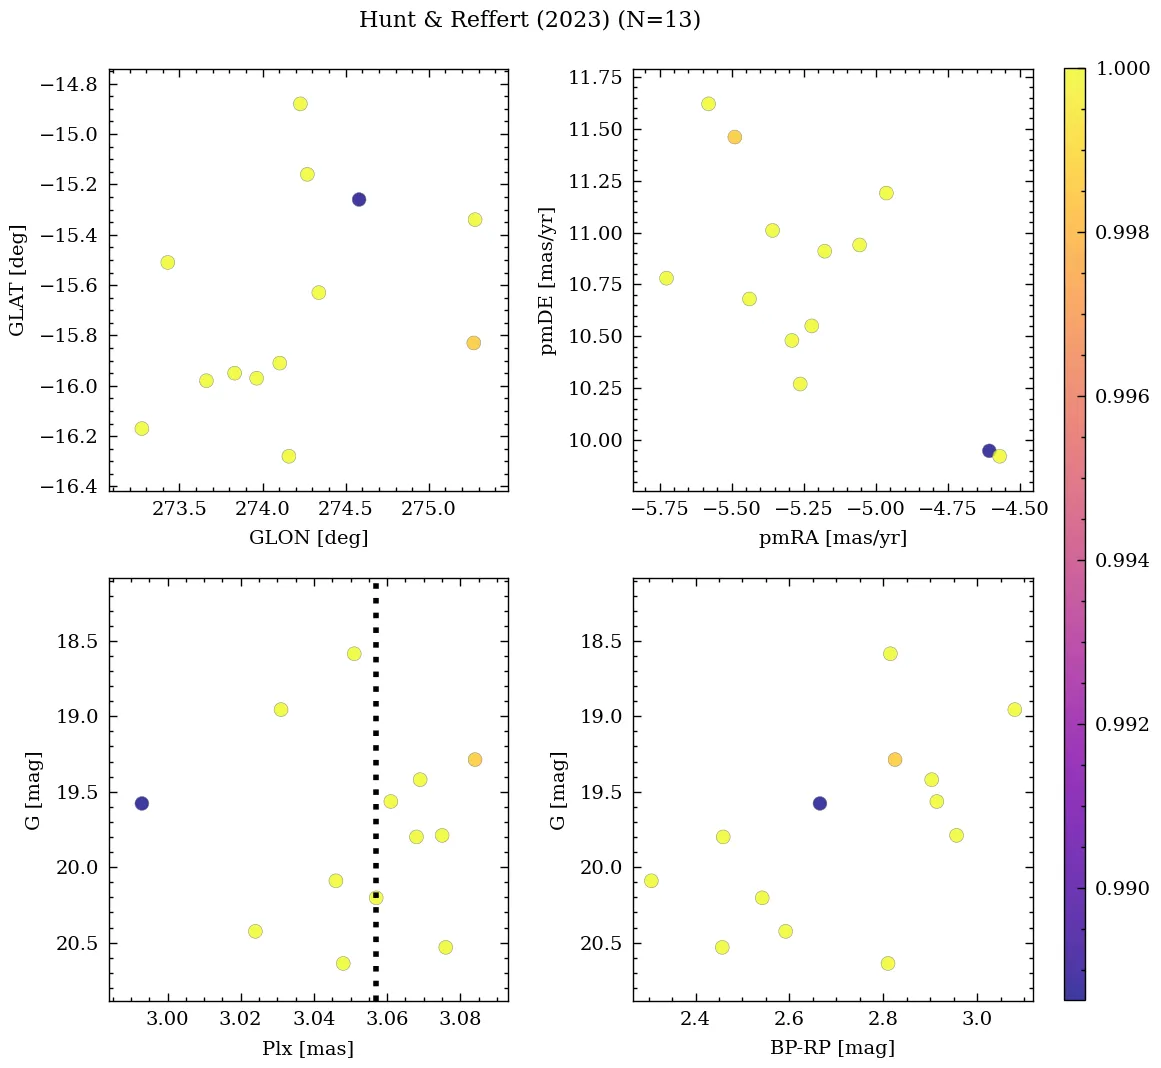 Hunt & Reffert (2023) (N=13)
−14.8
−15.0
−15.2
−15.4
−15.6
−15.8
−16.0
−16.2
−16.4
GLAT [deg]
273.5 274.0 274.5 275.0
GLON [deg]
11.75
11.50
11.25
11.00
10.75
10.50
10.25
10.00
pmDE [mas/yr]
−5.75 −5.50 −5.25 −5.00 −4.75 −4.50
pmRA [mas/yr]
18.5
19.0
19.5
20.0
20.5
G [mag]
3.00 3.02 3.04 3.06 3.08
Plx [mas]
18.5
19.0
19.5
20.0
20.5
G [mag]
2.4 2.6 2.8 3.0
BP-RP [mag]
1.000
0.998
0.996
0.994
0.992
0.990